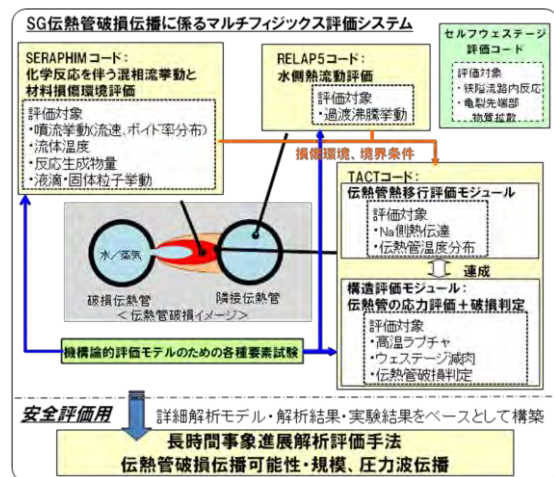 SG伝熱管破損伝播に係るマルチフィジックス評価システム
SERAPHIMコード:
化学反応を伴う混相流挙動と
材料損傷環境評価
評価対象
・噴流挙動(流速、ボイド率分布)
・流体温度
・反応生成物量
・液滴・固体粒子挙動
RELAP5コード:
水側熱流動評価
評価対象
・過渡沸騰挙動
セルフウェステージ
評価コード
評価対象
・狭隘流路内反応
・亀裂先端部
物質拡散
損傷環境、境界条件
TACTコード:
伝熱管熱移行評価モジュール
評価対象
・Na側熱伝達
・伝熱管温度分布
連成
構造評価モジュール:
伝熱管の応力評価+破損判定
評価対象
・高温ラプチャ
・ウェステージ減肉
・伝熱管破損判定
水/蒸気
破損伝熱管
隣接伝熱管
<伝熱管破損イメージ>
機構論的評価モデルのための各種要素試験
安全評価用
詳細解析モデル・解析結果・実験結果をベースとして構築
長時間事象進展解析評価手法
伝熱管破損伝播可能性・規模、圧力波伝播